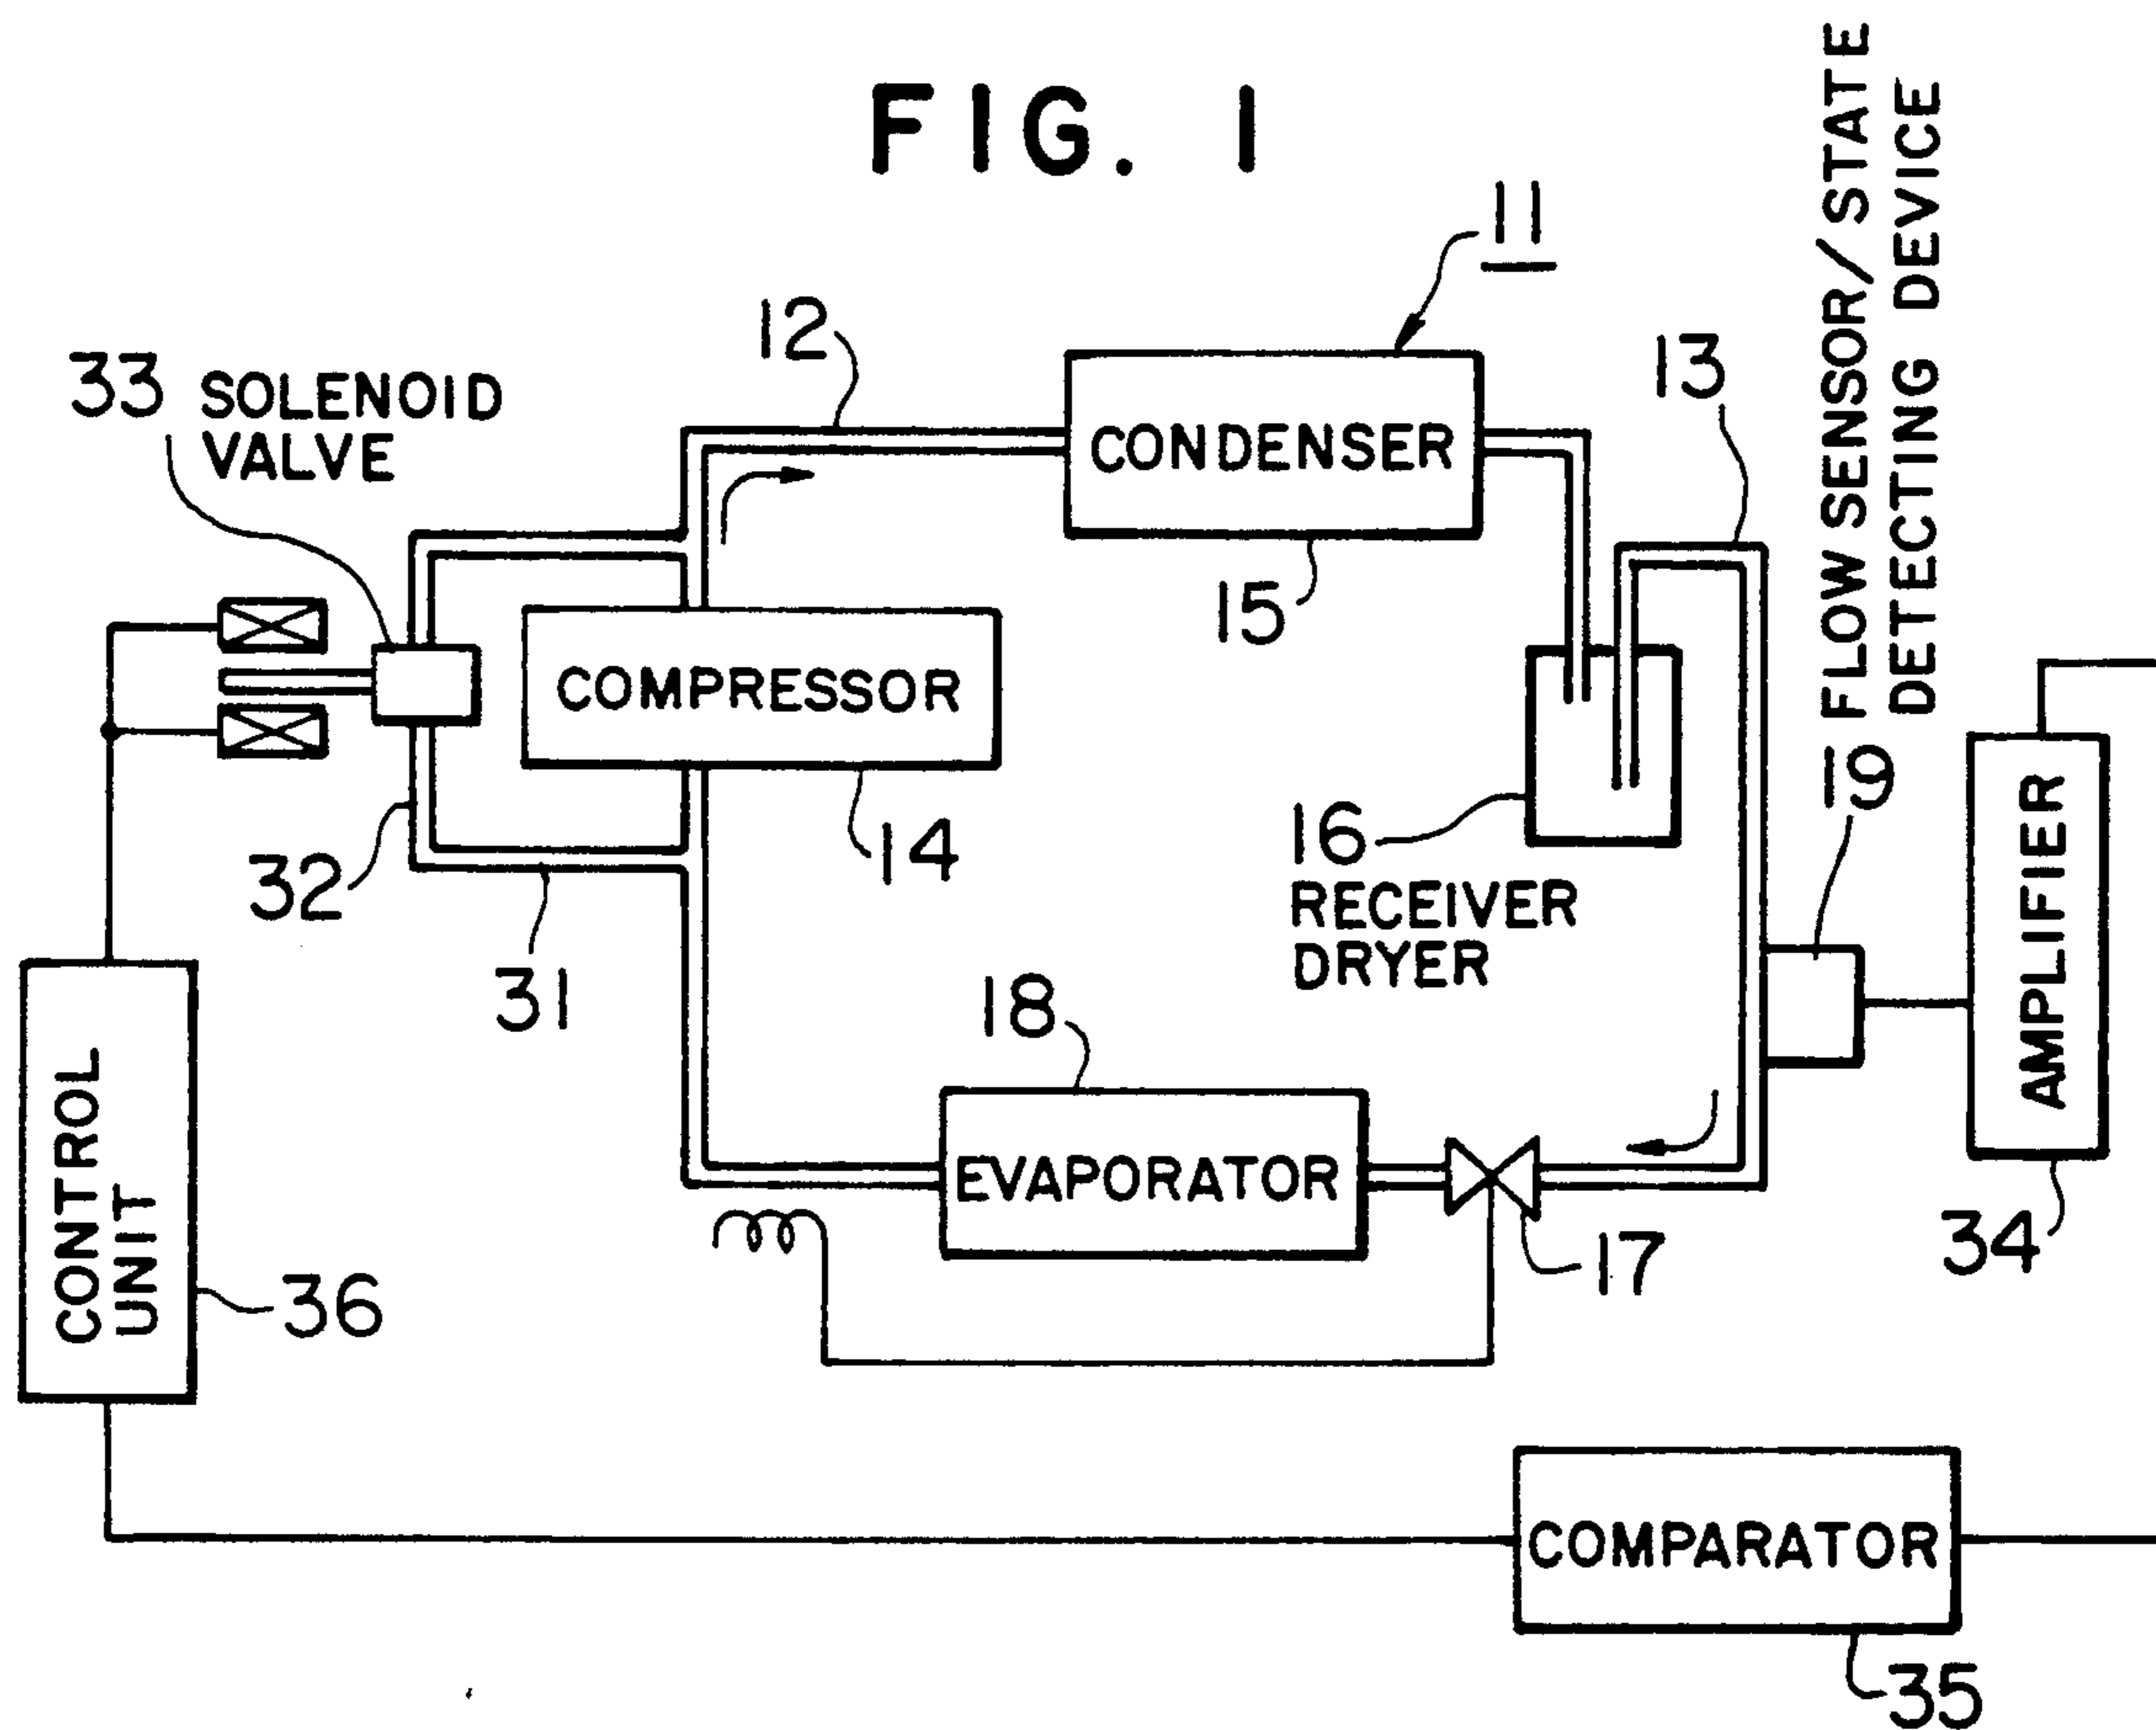 FIG. 1
11
12
33 SOLENOID
VALVE
CONDENSER
13
FLOW SENSOR/STATE
DETECTING DEVICE
15
COMPRESSOR
19
14
16
RECEIVER
DRYER
32
31
18
AMPLIFIER
CONTROL
UNIT
EVAPORATOR
17
34
36
COMPARATOR
35